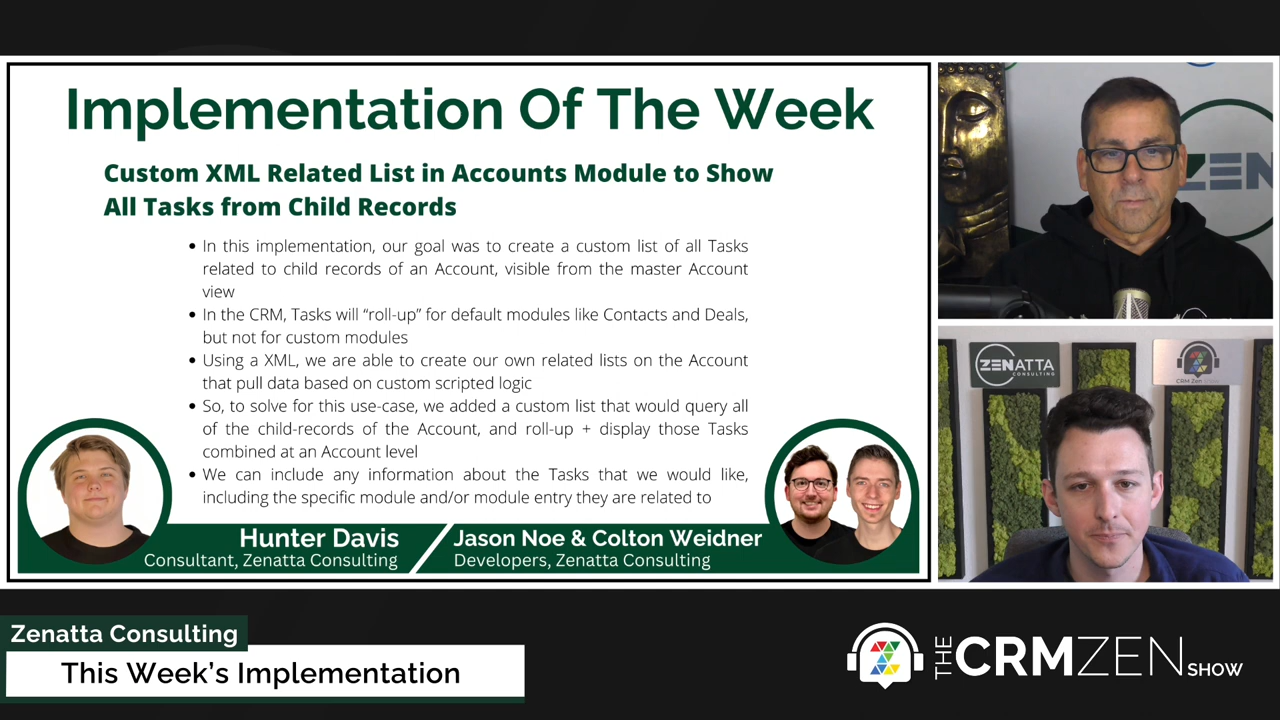 Implementation Of The Week
Custom XML Related List in Accounts Module to Show
All Tasks from Child Records
• In this implementation, our goal was to create a custom list of all Tasks
related to child records of an Account, visible from the master Account
view
• In the CRM, Tasks will “roll-up” for default modules like Contacts and Deals,
but not for custom modules
• Using a XML, we are able to create our own related lists on the Account
that pull data based on custom scripted logic
• So, to solve for this use-case, we added a custom list that would query all
of the child-records of the Account, and roll-up + display those Tasks
combined at an Account level
• We can include any information about the Tasks that we would like,
including the specific module and/or module entry they are related to
Hunter Davis
Consultant, Zenatta Consulting
Jason Noe & Colton Weidner
Developers, Zenatta Consulting
ZEN
ZENATTA
CONSULTING
CRM Zen
Zenatta Consulting
This Week’s Implementation
THE CRMZEN SHOW